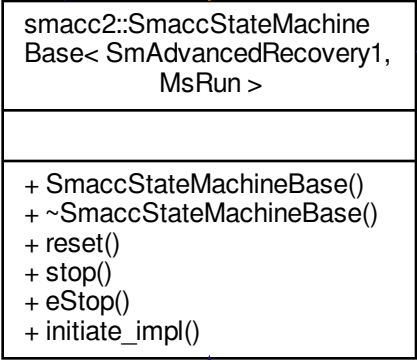 smacc2::SmaccStateMachine
Base< SmAdvancedRecovery1,
MsRun >
+ SmaccStateMachineBase()
+ ~SmaccStateMachineBase()
+ reset()
+ stop()
+ eStop()
+ initiate_impl()